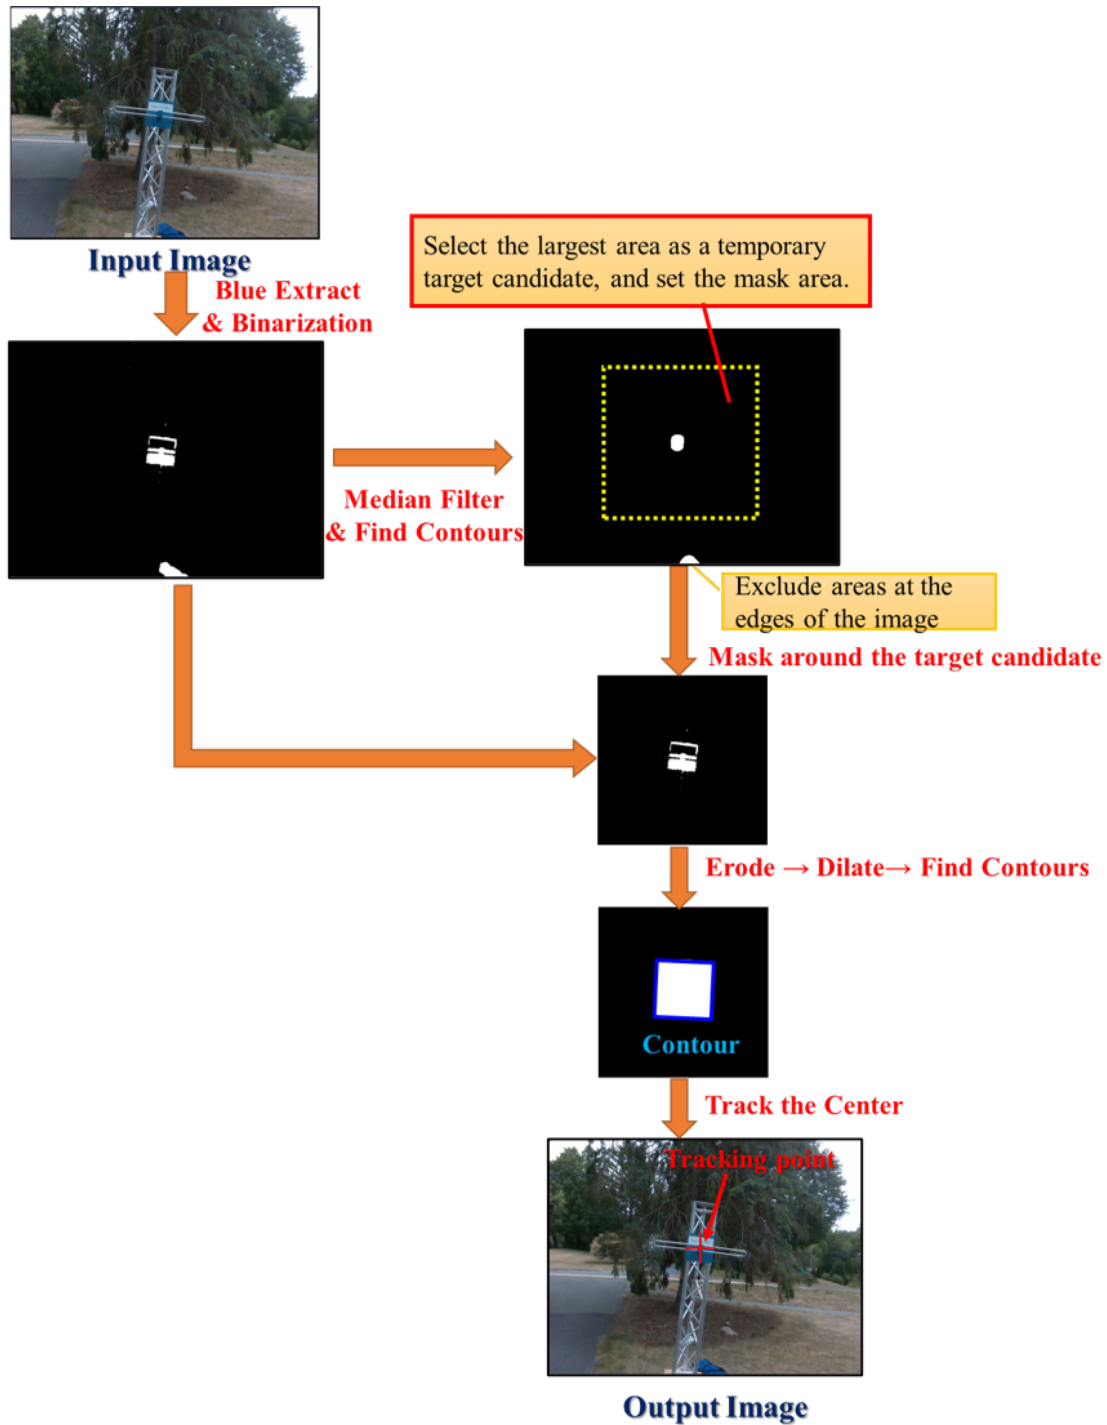 Input Image
Blue Extract
& Binarization
Select the largest area as a temporary
target candidate, and set the mask area.
Median Filter
& Find Contours
Exclude areas at the
edges of the image
Mask around the target candidate
Erode → Dilate→ Find Contours
Contour
Track the Center
Tracking point
Output Image